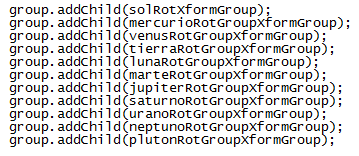 group.addChild(solRotXformGroup);
group.addChild(mercurioRotGroupXformGroup);
group.addChild(venusRotGroupXformGroup);
group.addChild(tierraRotGroupXformGroup);
group.addChild(lunaRotGroupXformGroup);
group.addChild(marteRotGroupXformGroup);
group.addChild(jupiterRotGroupXformGroup);
group.addChild(saturnoRotGroupXformGroup);
group.addChild(uranoRotGroupXformGroup);
group.addChild(neptunoRotGroupXformGroup);
group.addChild(plutonRotGroupXformGroup);